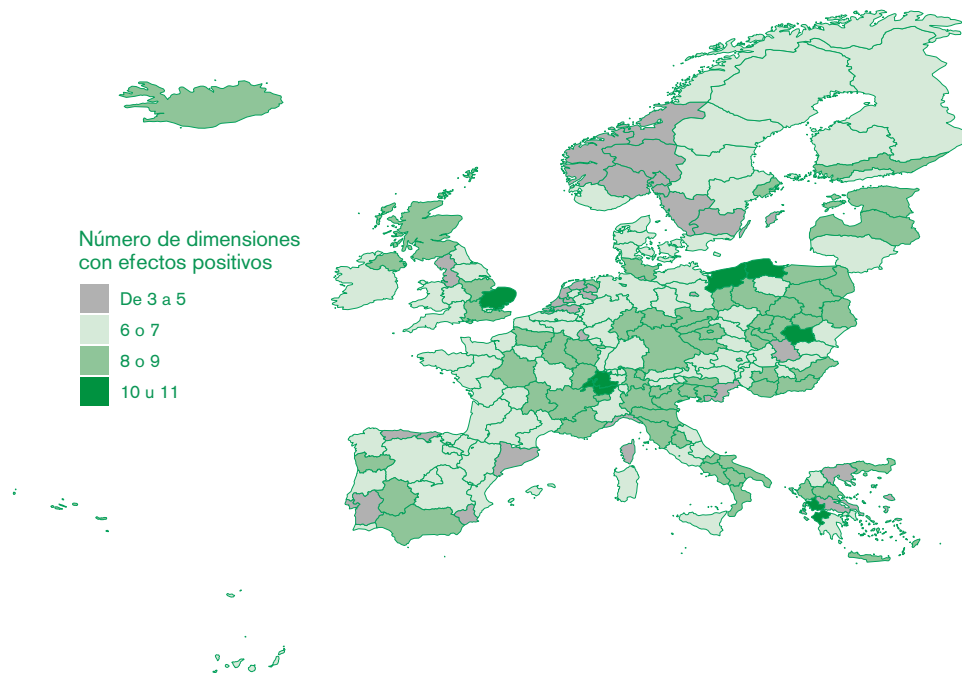 Número de dimensiones
con efectos positivos
De 3 a 5
6 o 7
8 o 9
10 u 11